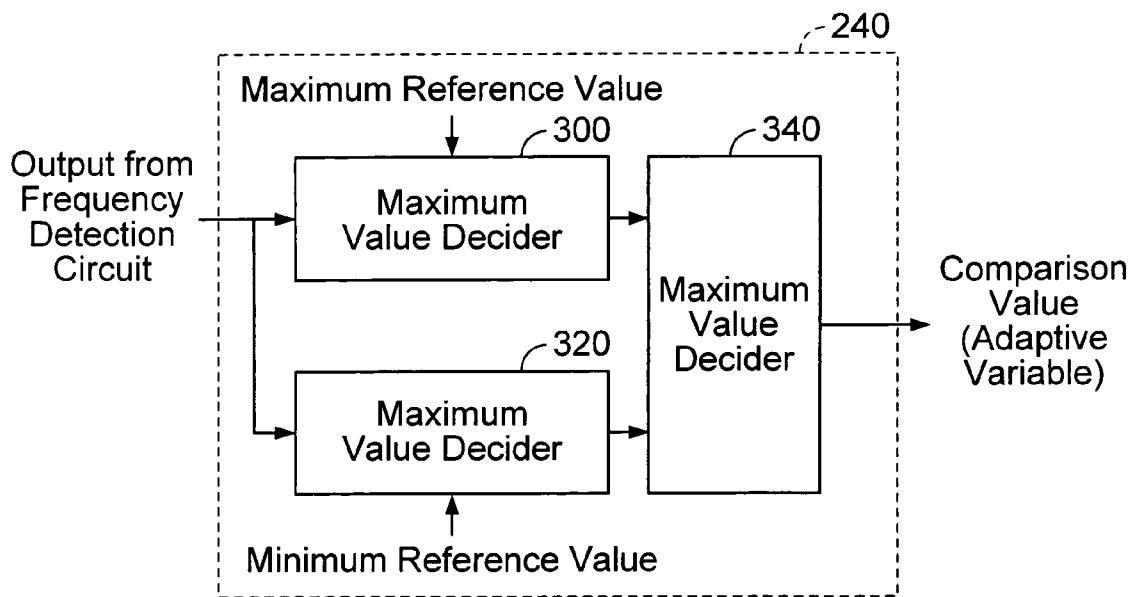 240
Maximum Reference Value
300
340
Output from
Frequency
Detection
Circuit
Maximum
Value Decider
Maximum
Value
Decider
Comparison
Value
(Adaptive
Variable)
320
Maximum
Value Decider
Minimum Reference Value